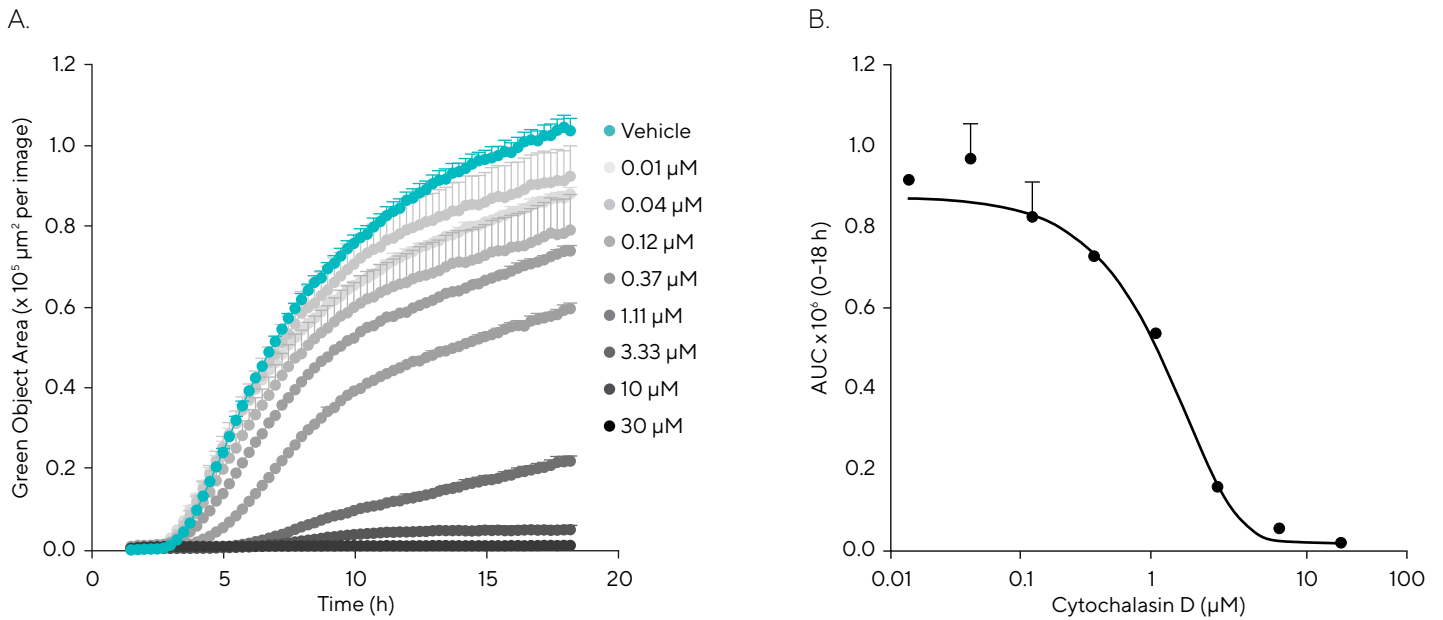 A.
Green Object Area (x 10⁵ µm² per image)
1.2
1.0
0.8
0.6
0.4
0.2
0.0
0
5
10
15
20
Time (h)
Vehicle
0.01 µM
0.04 µM
0.12 µM
0.37 µM
1.11 µM
3.33 µM
10 µM
30 µM
B.
AUC x 10⁶ (0–18 h)
1.2
1.0
0.8
0.6
0.4
0.2
0.0
0.01
0.1
1
10
100
Cytochalasin D (µM)